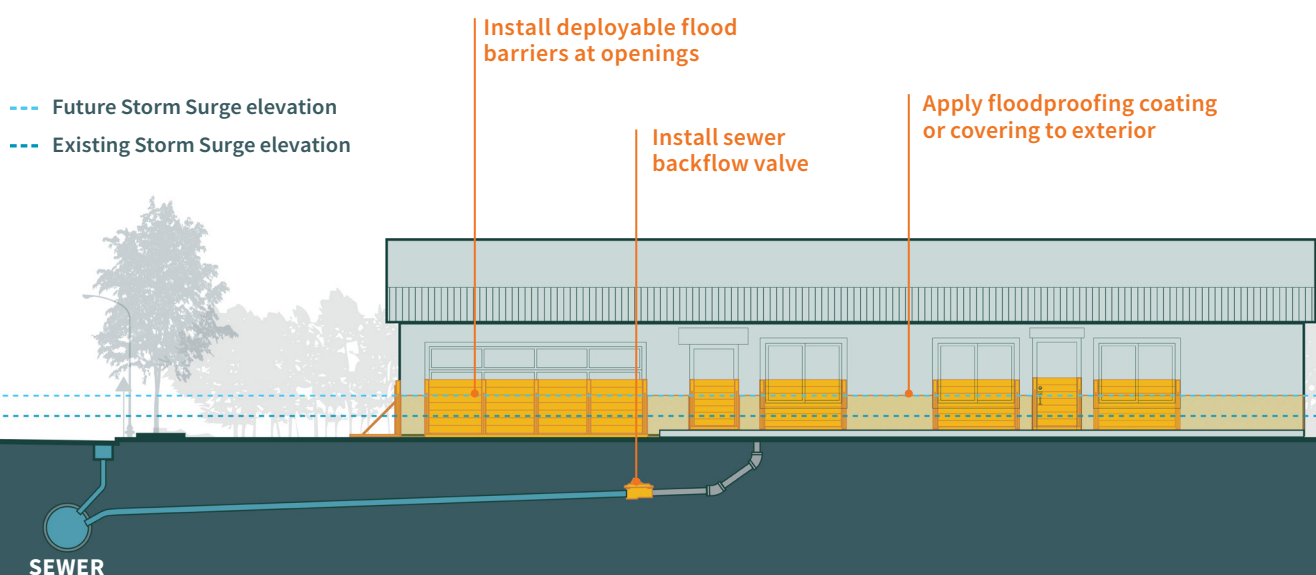 Install deployable flood
barriers at openings
Future Storm Surge elevation
Existing Storm Surge elevation
Install sewer
backflow valve
Apply floodproofing coating
or covering to exterior
SEWER